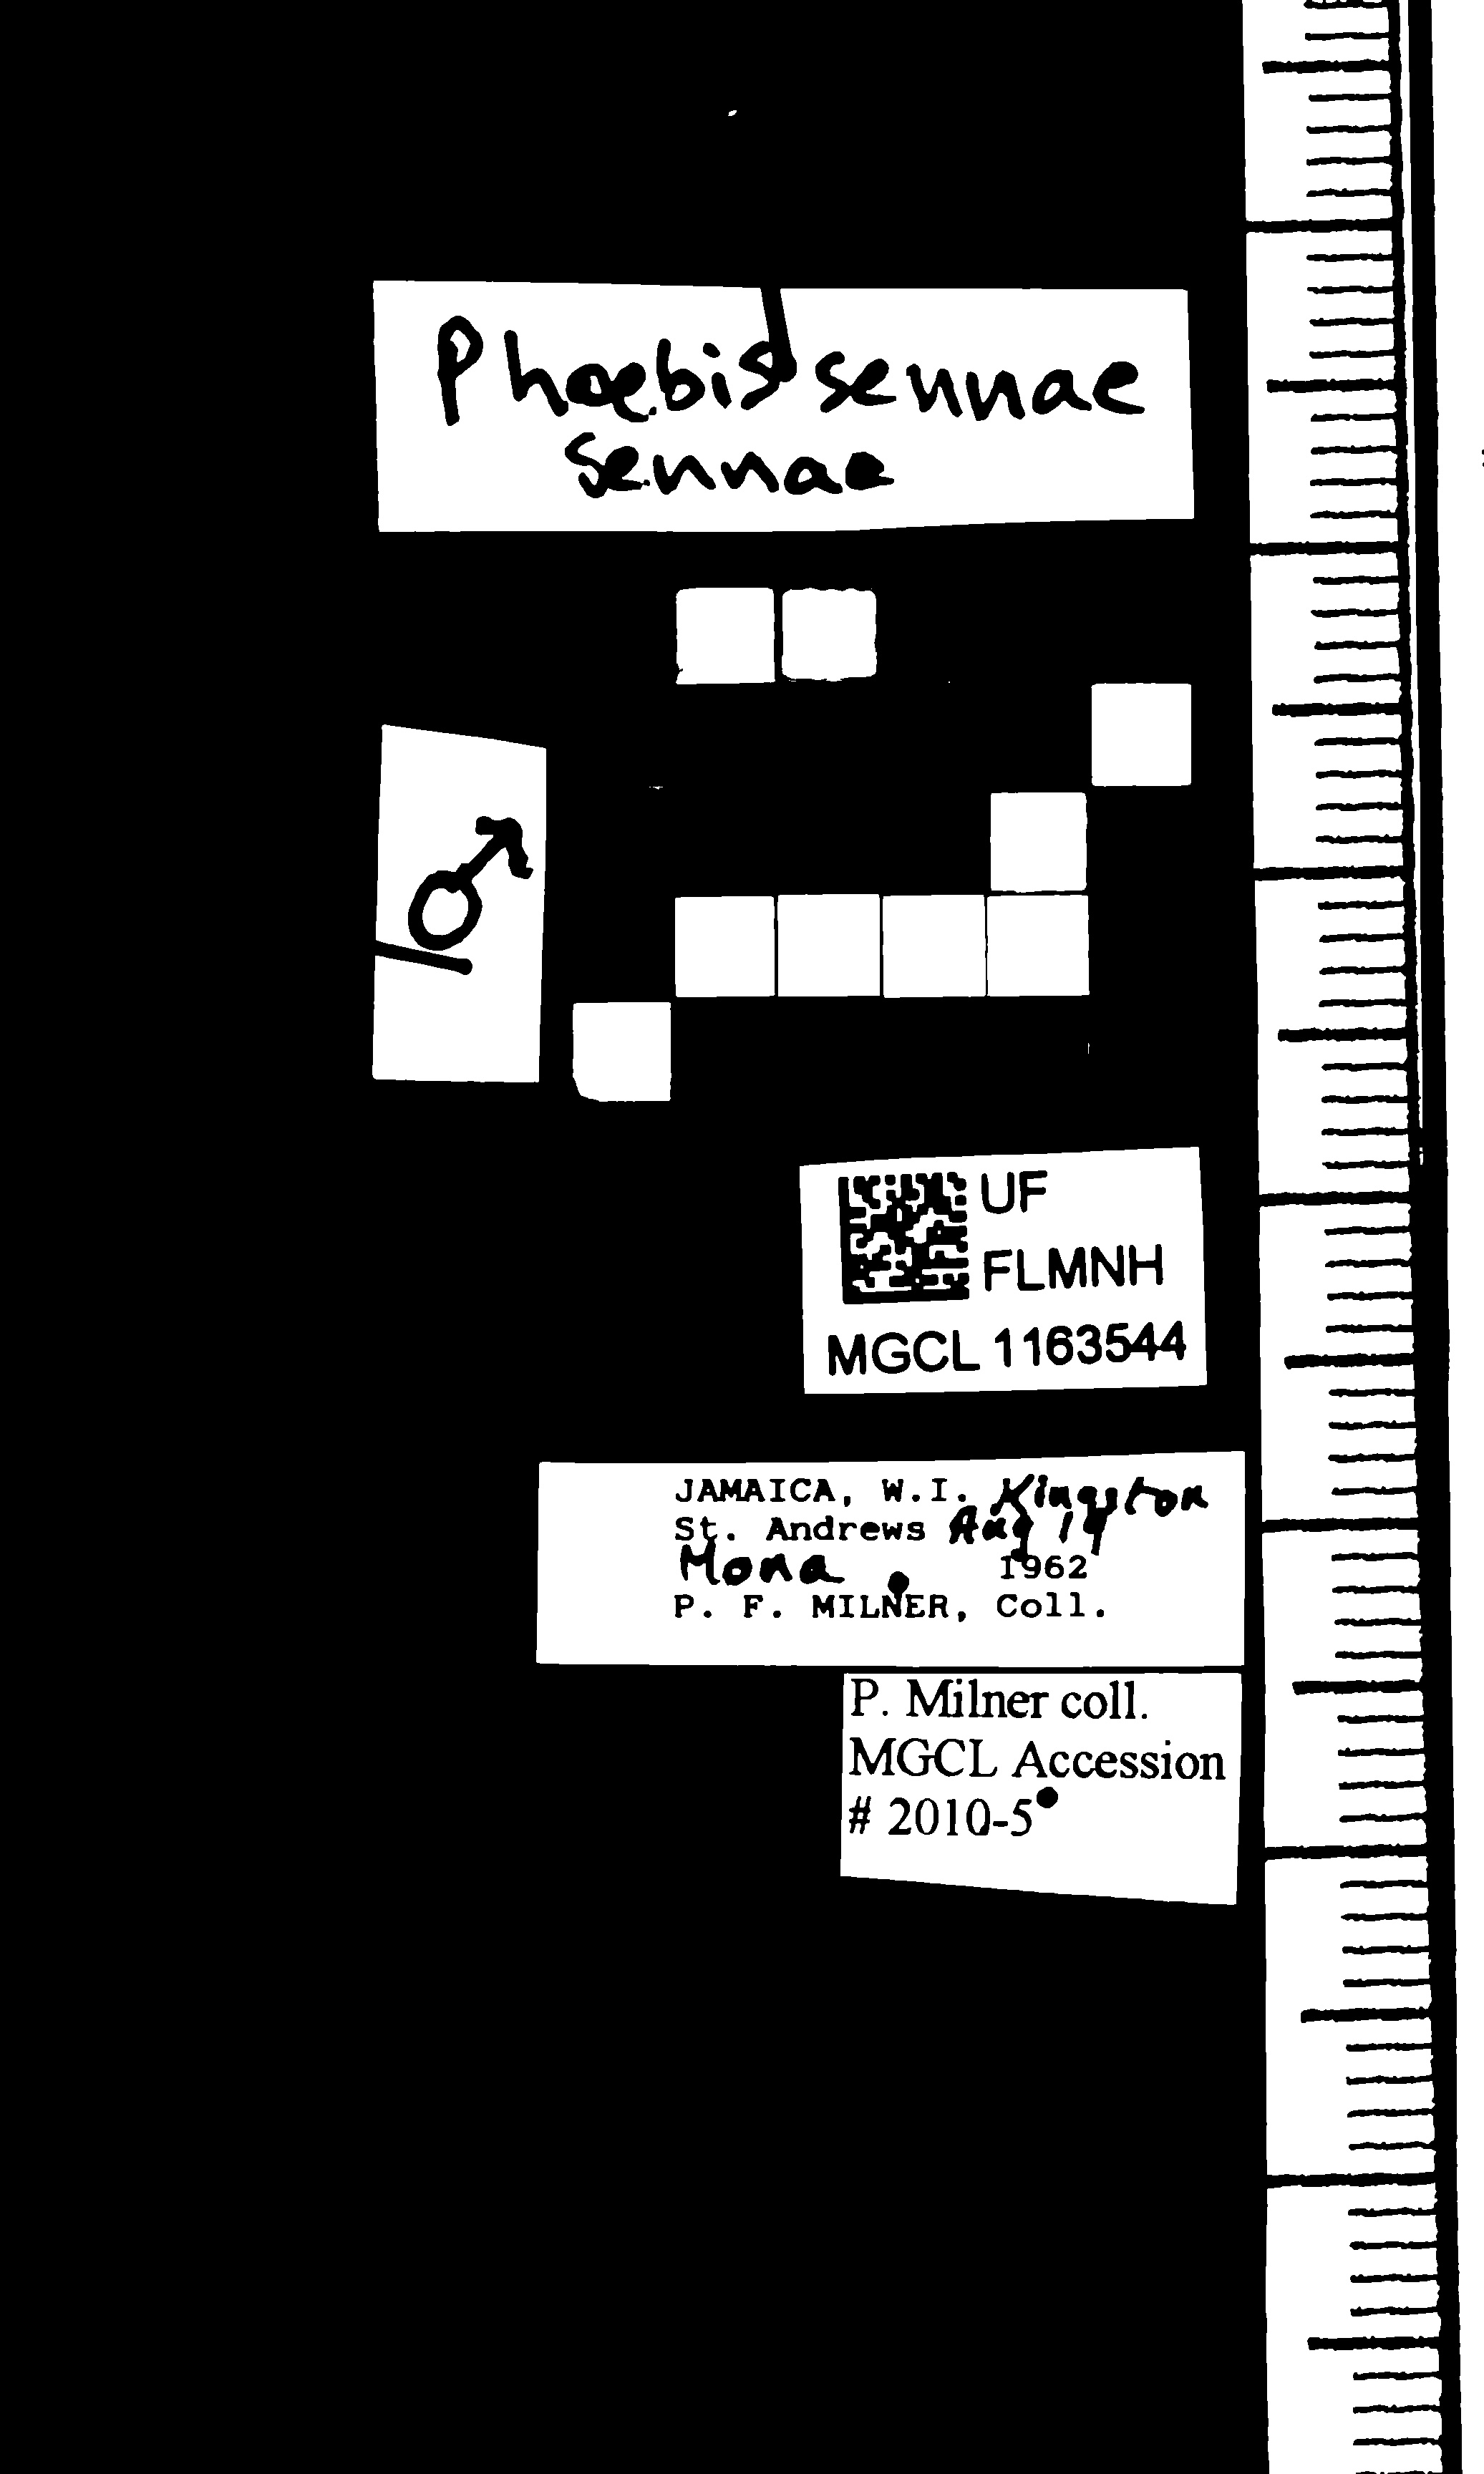 Phoebis sennae
sennae
♂
UF
FLMNH
MGCL 1163544
JAMAICA, W.I. Kingston
St. Andrews Aug 14
Mona 1962
P. F. MILNER, Coll.
P. Milner coll.
MGCL Accession
# 2010-5